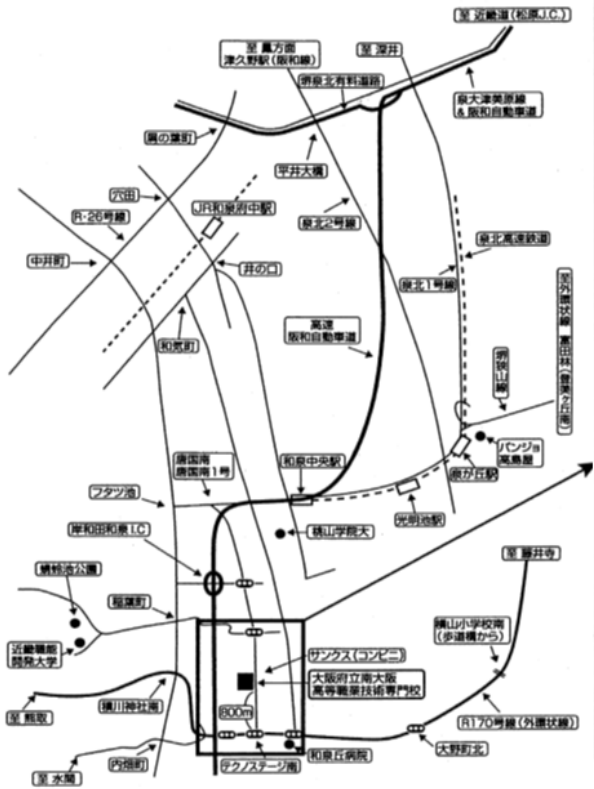 至 近畿道(松原J.C.)
至 鳳方面
津久野駅(阪和線)
至 深井
堺泉北有料道路
泉大津美原線
&阪和自動車道
肩の葉町
平井大橋
穴田
JR和泉府中駅
R-26号線
泉北2号線
泉北高速鉄道
中井町
井の口
泉北1号線
至外環状線 富田林(登美ヶ丘南)
高速
阪和自動車道
和気町
堺狭山線
パンジョ
高島屋
唐国南
唐国南1号
和泉中央駅
泉が丘駅
フタツ池
光明池駅
岸和田和泉I.C
桃山学院大
至 藤井寺
蜻蛉池公園
稲葉町
横山小学校南
(歩道橋から)
近畿職能
開発大学
サンクス(コンビニ)
大阪府立南大阪
高等職業技術専門校
積川神社南
800m
至 熊取
R170号線(外環状線)
大野町北
和泉丘病院
内畑町
テクノステージ南
至 水間